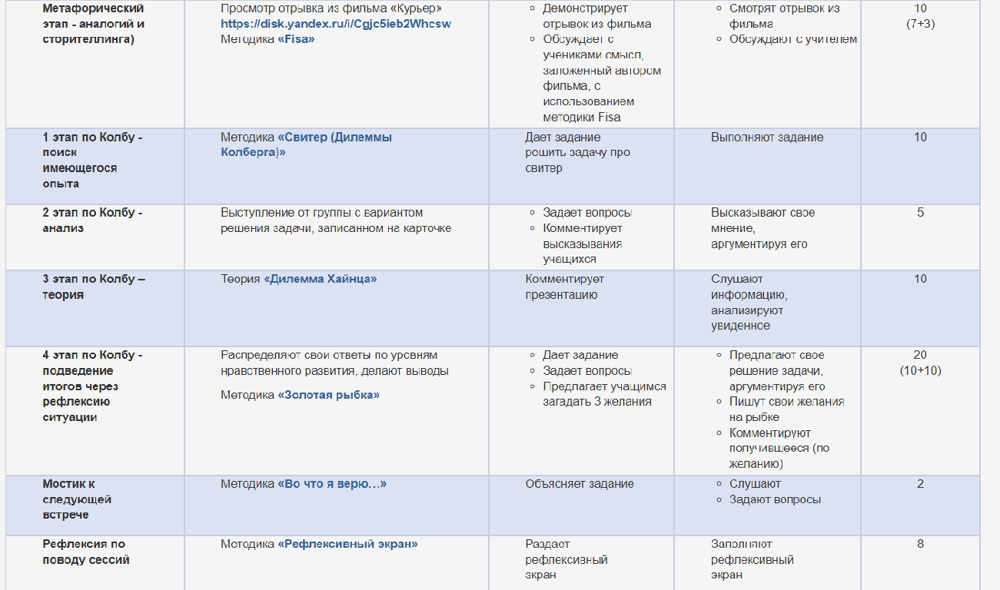 Метафорический
этап - аналогий и
сторителлинга)
Просмотр отрывка из фильма «Курьер»
https://disk.yandex.ru/i/Cgjc5ieb2Whcsw
Методика «Fisa»
Демонстрирует
отрывок из фильма
Обсуждает с
учениками смысл,
заложенный автором
фильма, с
использованием
методики Fisa
Смотрят отрывок из
фильма
Обсуждают с учителем
10
(7+3)
1 этап по Колбу -
поиск
имеющегося
опыта
Методика «Свитер (Дилеммы
Колберга)»
Дает задание
решить задачу про
свитер
Выполняют задание
10
2 этап по Колбу -
анализ
Выступление от группы с вариантом
решения задачи, записанном на карточке
Задает вопросы
Комментирует
высказывания
учащихся
Высказывают свое
мнение,
аргументируя его
5
3 этап по Колбу –
теория
Теория «Дилемма Хайнца»
Комментирует
презентацию
Слушают
информацию,
анализируют
увиденное
10
4 этап по Колбу -
подведение
итогов через
рефлексию
ситуации
Распределяют свои ответы по уровням
нравственного развития, делают выводы
Методика «Золотая рыбка»
Дает задание
Задает вопросы
Предлагает учащимся
загадать 3 желания
Предлагают свое
решение задачи,
аргументируя его
Пишут свои желания
на рыбке
Комментируют
получившееся (по
желанию)
20
(10+10)
Мостик к
следующей
встрече
Методика «Во что я верю…»
Объясняет задание
Слушают
Задают вопросы
2
Рефлексия по
поводу сессий
Методика «Рефлексивный экран»
Раздает
рефлексивный
экран
Заполняют
рефлексивный
экран
8